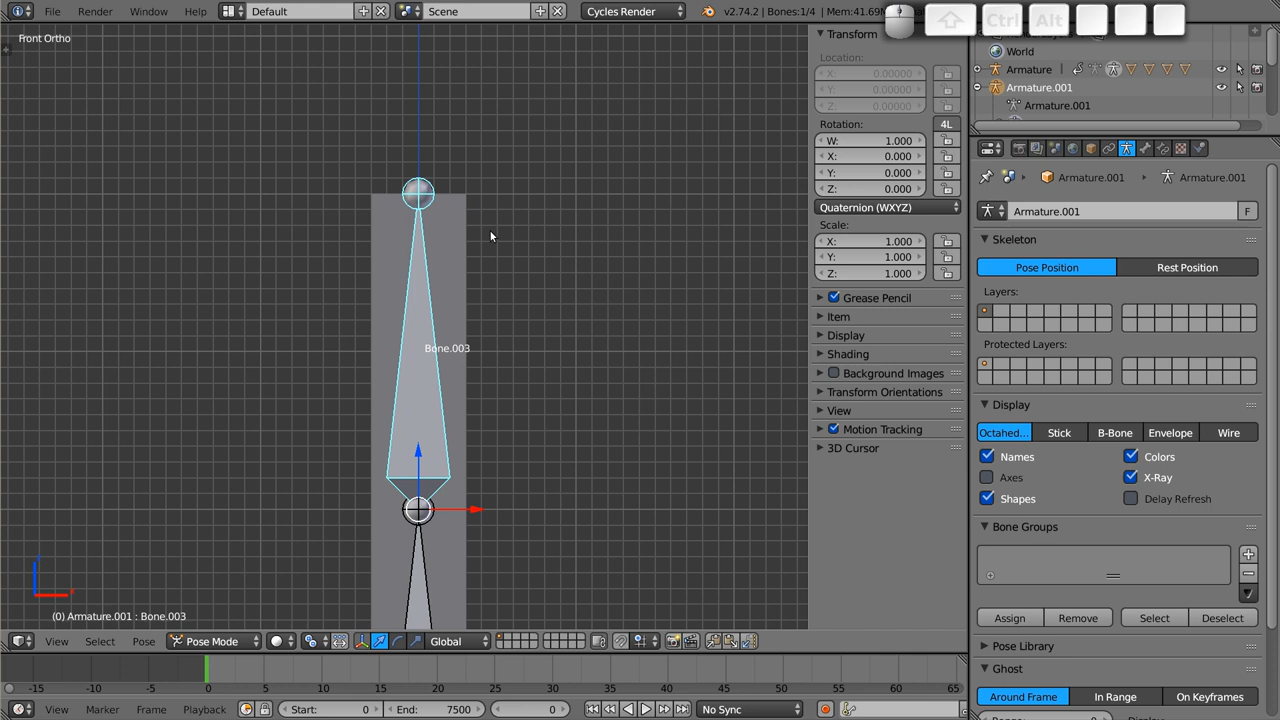 File Render Window Help Default Scene Cycles Render v2.74.2 | Bones:1/4 | Mem:41.69
Ctrl Alt
Front Ortho
Transform
Location:
X: 0.00000
Y: 0.00000
Z: 0.00000
Rotation: 4L
W: 1.000
X: 0.000
Y: 0.000
Z: 0.000
Quaternion (WXYZ)
Scale:
X: 1.000
Y: 1.000
Z: 1.000
Grease Pencil
Item
Display
Shading
Background Images
Transform Orientations
View
Motion Tracking
3D Cursor
World
Armature
Armature.001
Armature.001
Armature.001 Armature.001
Armature.001 F
Skeleton
Pose Position Rest Position
Layers:
Protected Layers:
Display
Octahed... Stick B-Bone Envelope Wire
Names Colors
Axes X-Ray
Shapes Delay Refresh
Bone Groups
Assign Remove Select Deselect
Pose Library
Ghost
Around Frame In Range On Keyframes
Bone.003
x
(0) Armature.001 : Bone.003
View Select Pose Pose Mode Global
-15 -10 -5 0 5 10 15 20 25 30 35 40 45 50 55 60 65
View Marker Frame Playback Start: 0 End: 7500 0 No Sync